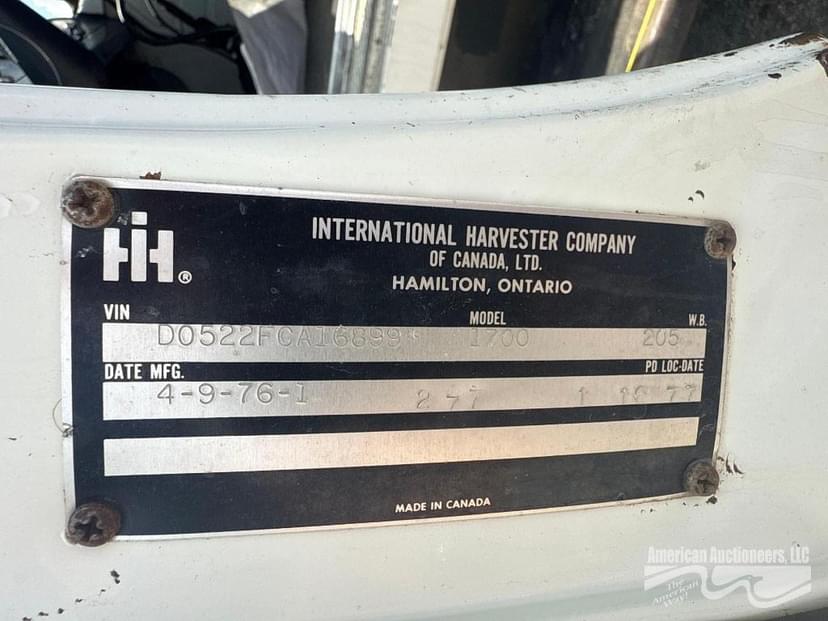 IH®
INTERNATIONAL HARVESTER COMPANY
OF CANADA, LTD.
HAMILTON, ONTARIO
VIN MODEL W.B.
D0522FCA16899* 1700 205
DATE MFG. PD LOC-DATE
4-9-76-1 2 77 1 77
MADE IN CANADA
American Auctioneers, LLC
The
American
Way!